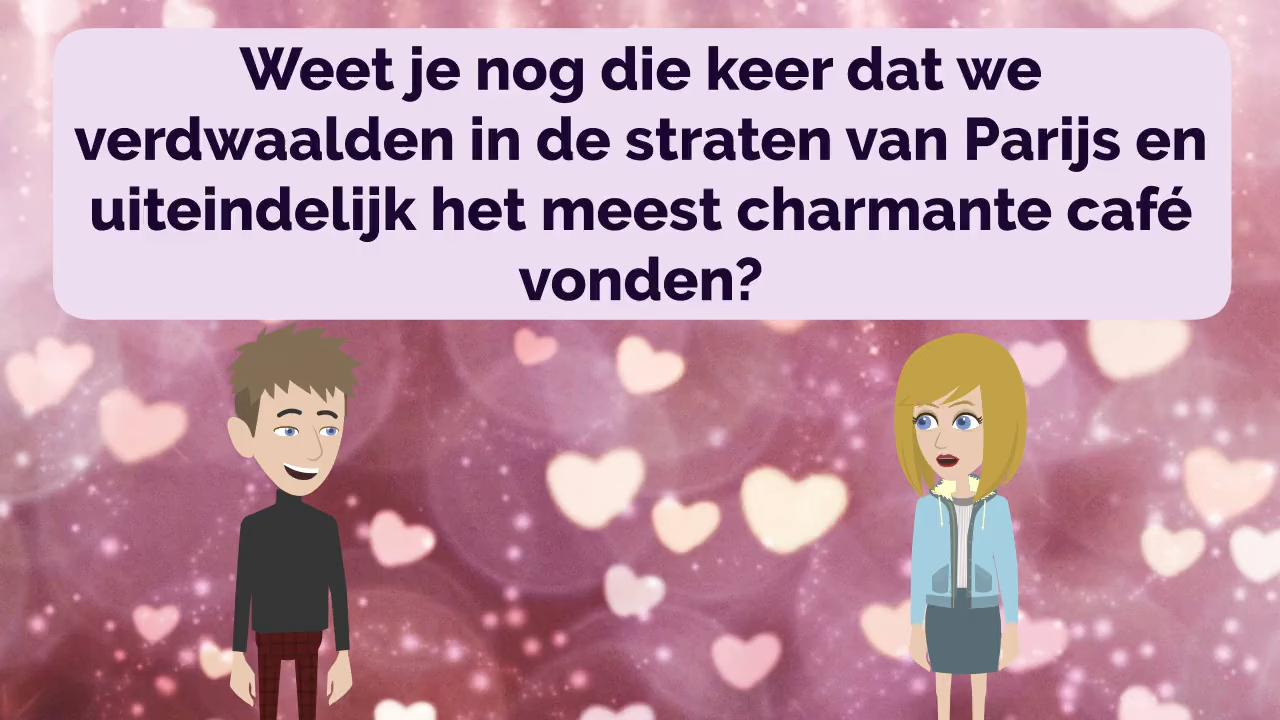 Weet je nog die keer dat we
verdwaalden in de straten van Parijs en
uiteindelijk het meest charmante café
vonden?